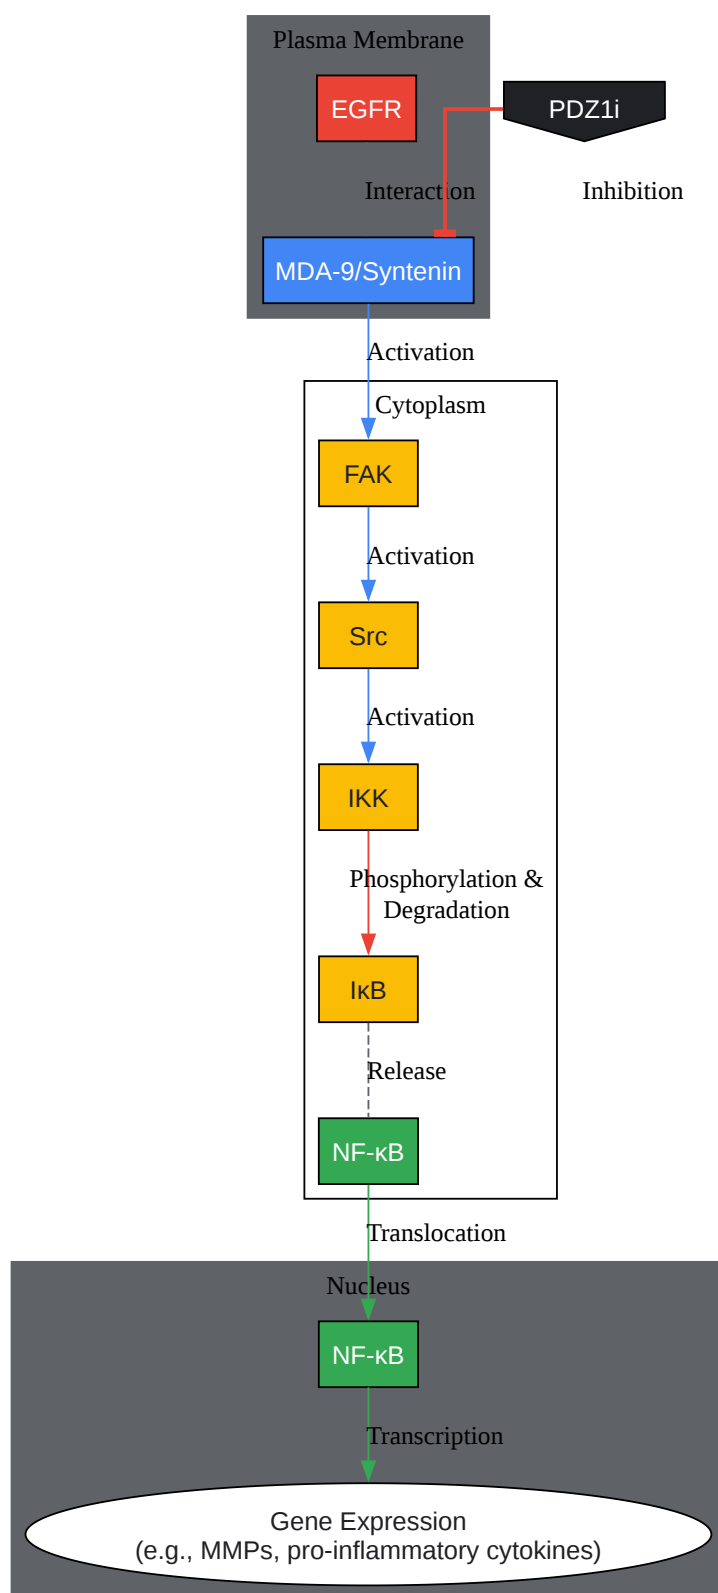 Plasma Membrane
EGFR
PDZ1i
Interaction
Inhibition
MDA-9/Syntenin
Activation
Cytoplasm
FAK
Activation
Src
Activation
IKK
Phosphorylation &
Degradation
IκB
Release
NF-κB
Translocation
Nucleus
NF-κB
Transcription
Gene Expression
(e.g., MMPs, pro-inflammatory cytokines)